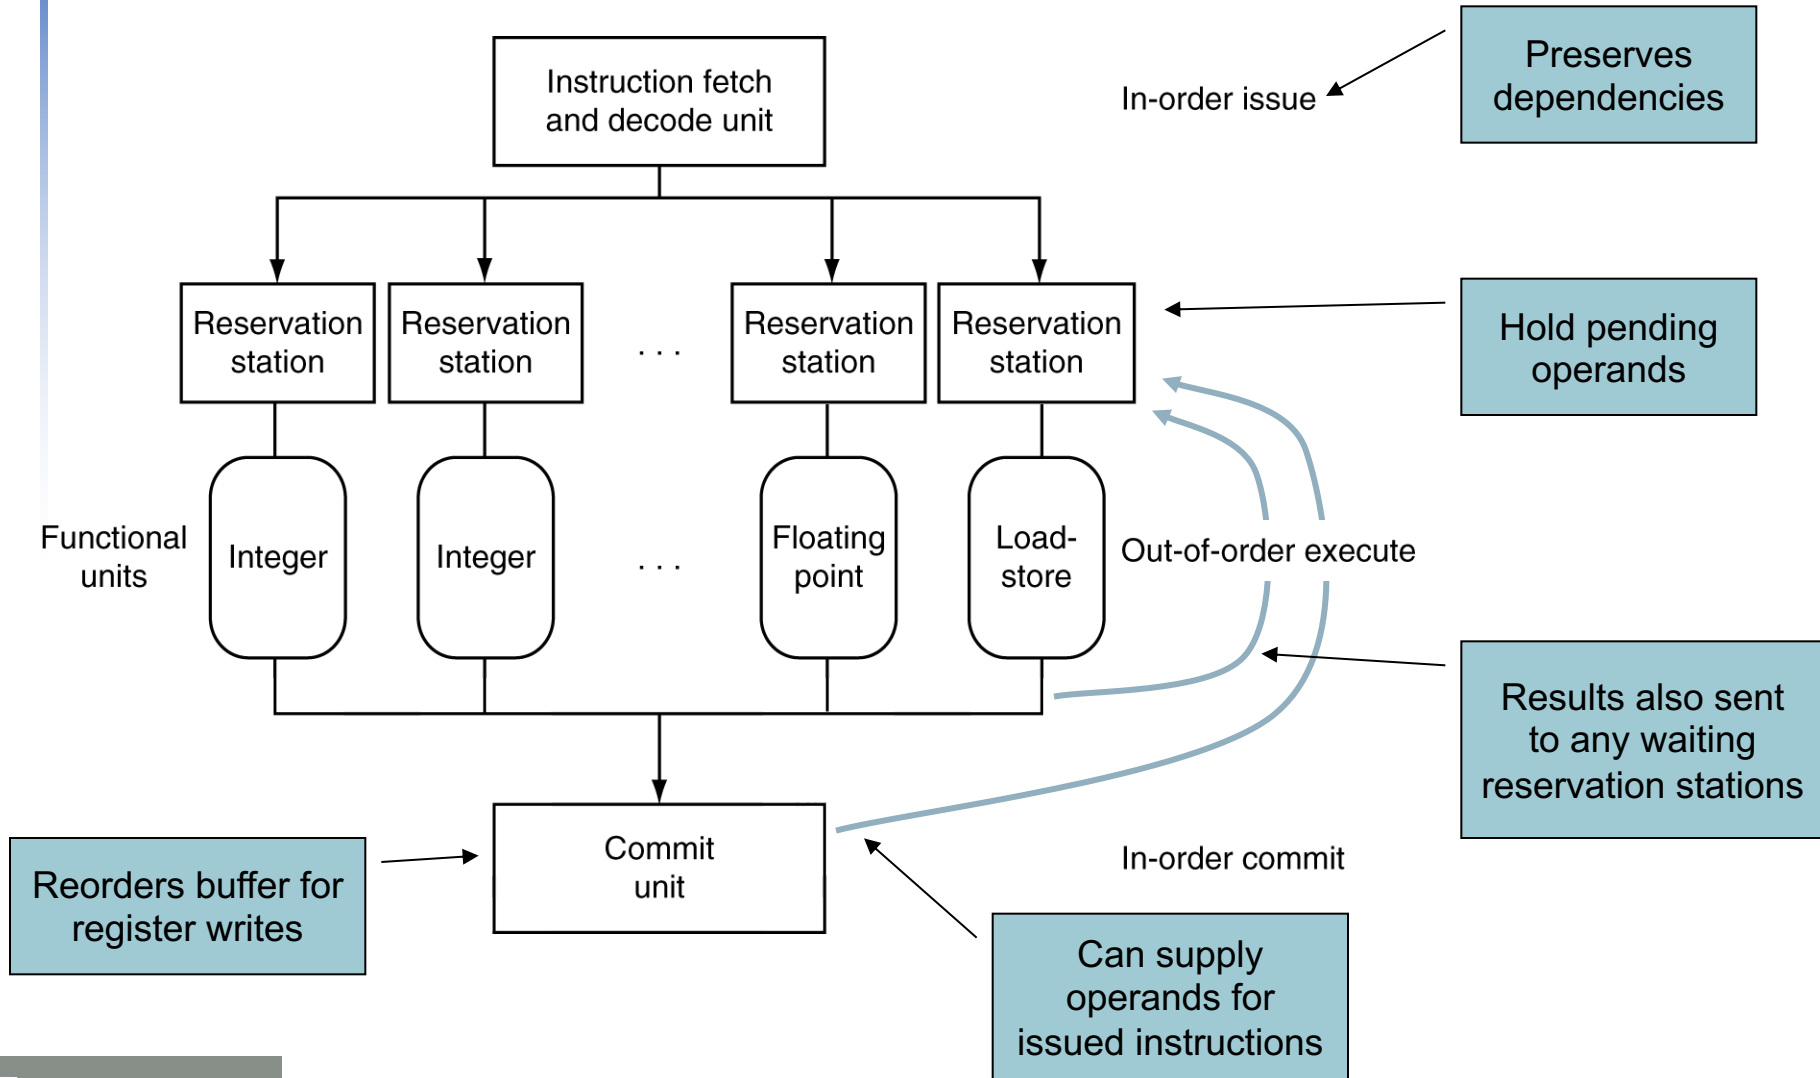 Instruction fetch
and decode unit
In-order issue
Preserves
dependencies
Reservation
station
Reservation
station
. . .
Reservation
station
Reservation
station
Hold pending
operands
Functional
units
Integer
Integer
. . .
Floating
point
Load-
store
Out-of-order execute
Results also sent
to any waiting
reservation stations
Commit
unit
In-order commit
Reorders buffer for
register writes
Can supply
operands for
issued instructions